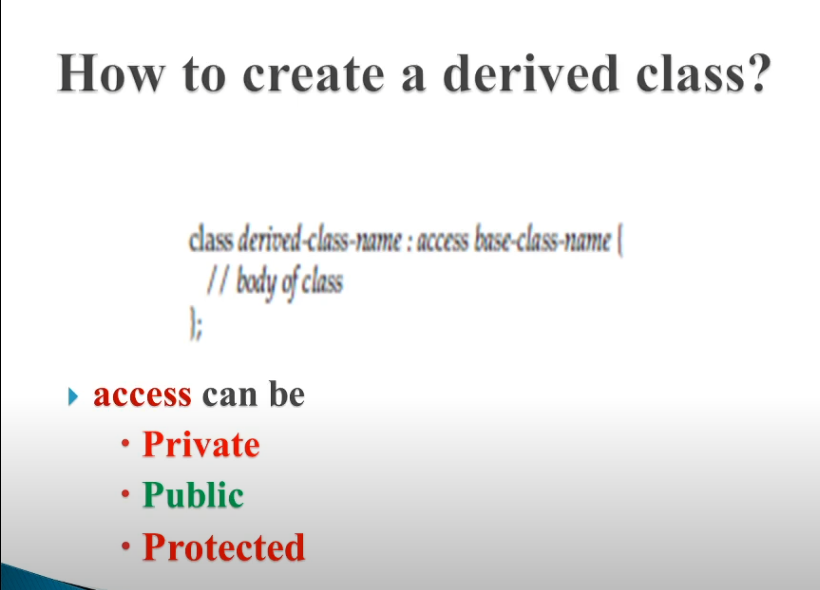 How to create a derived class?
class derived-class-name : access base-class-name {
// body of class
};
access can be
• Private
• Public
• Protected